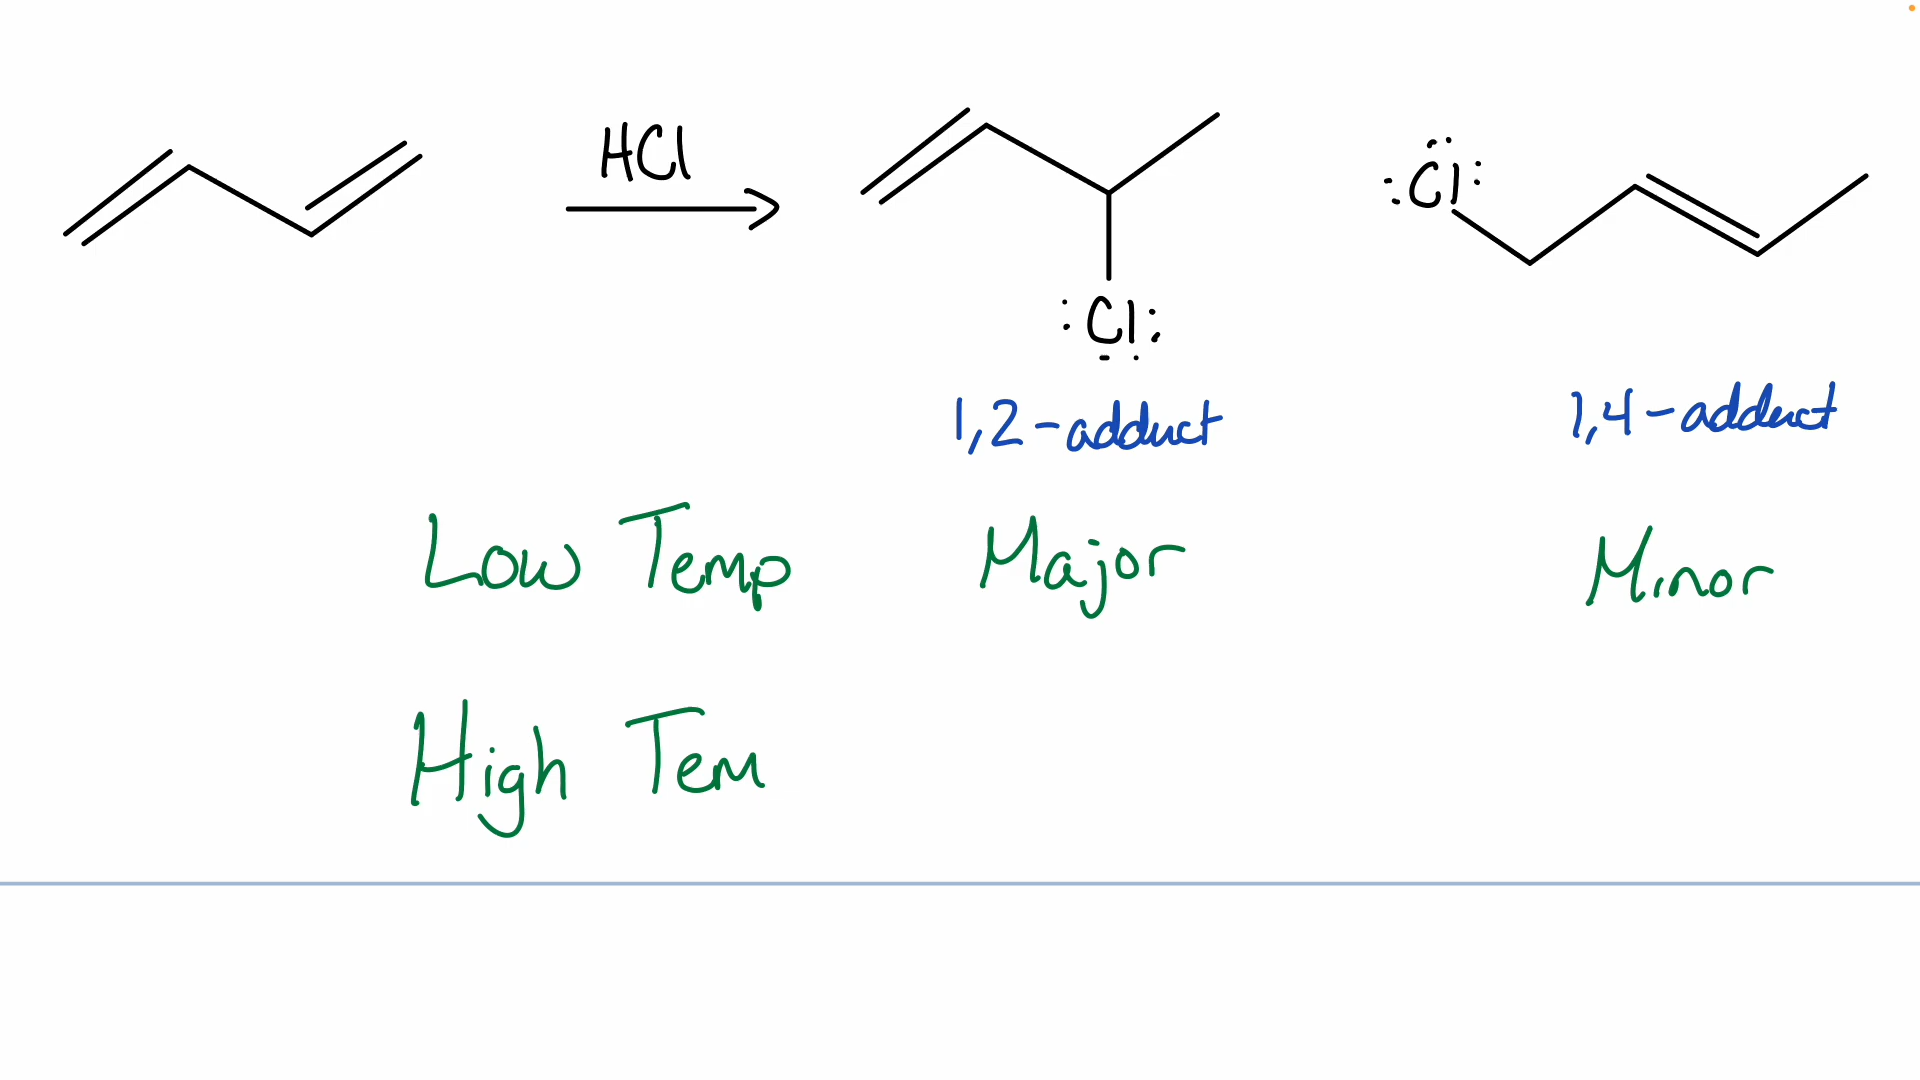 HCl
:Cl:
:Cl:
1,2-adduct
1,4-adduct
Low Temp Major Minor
High Tem